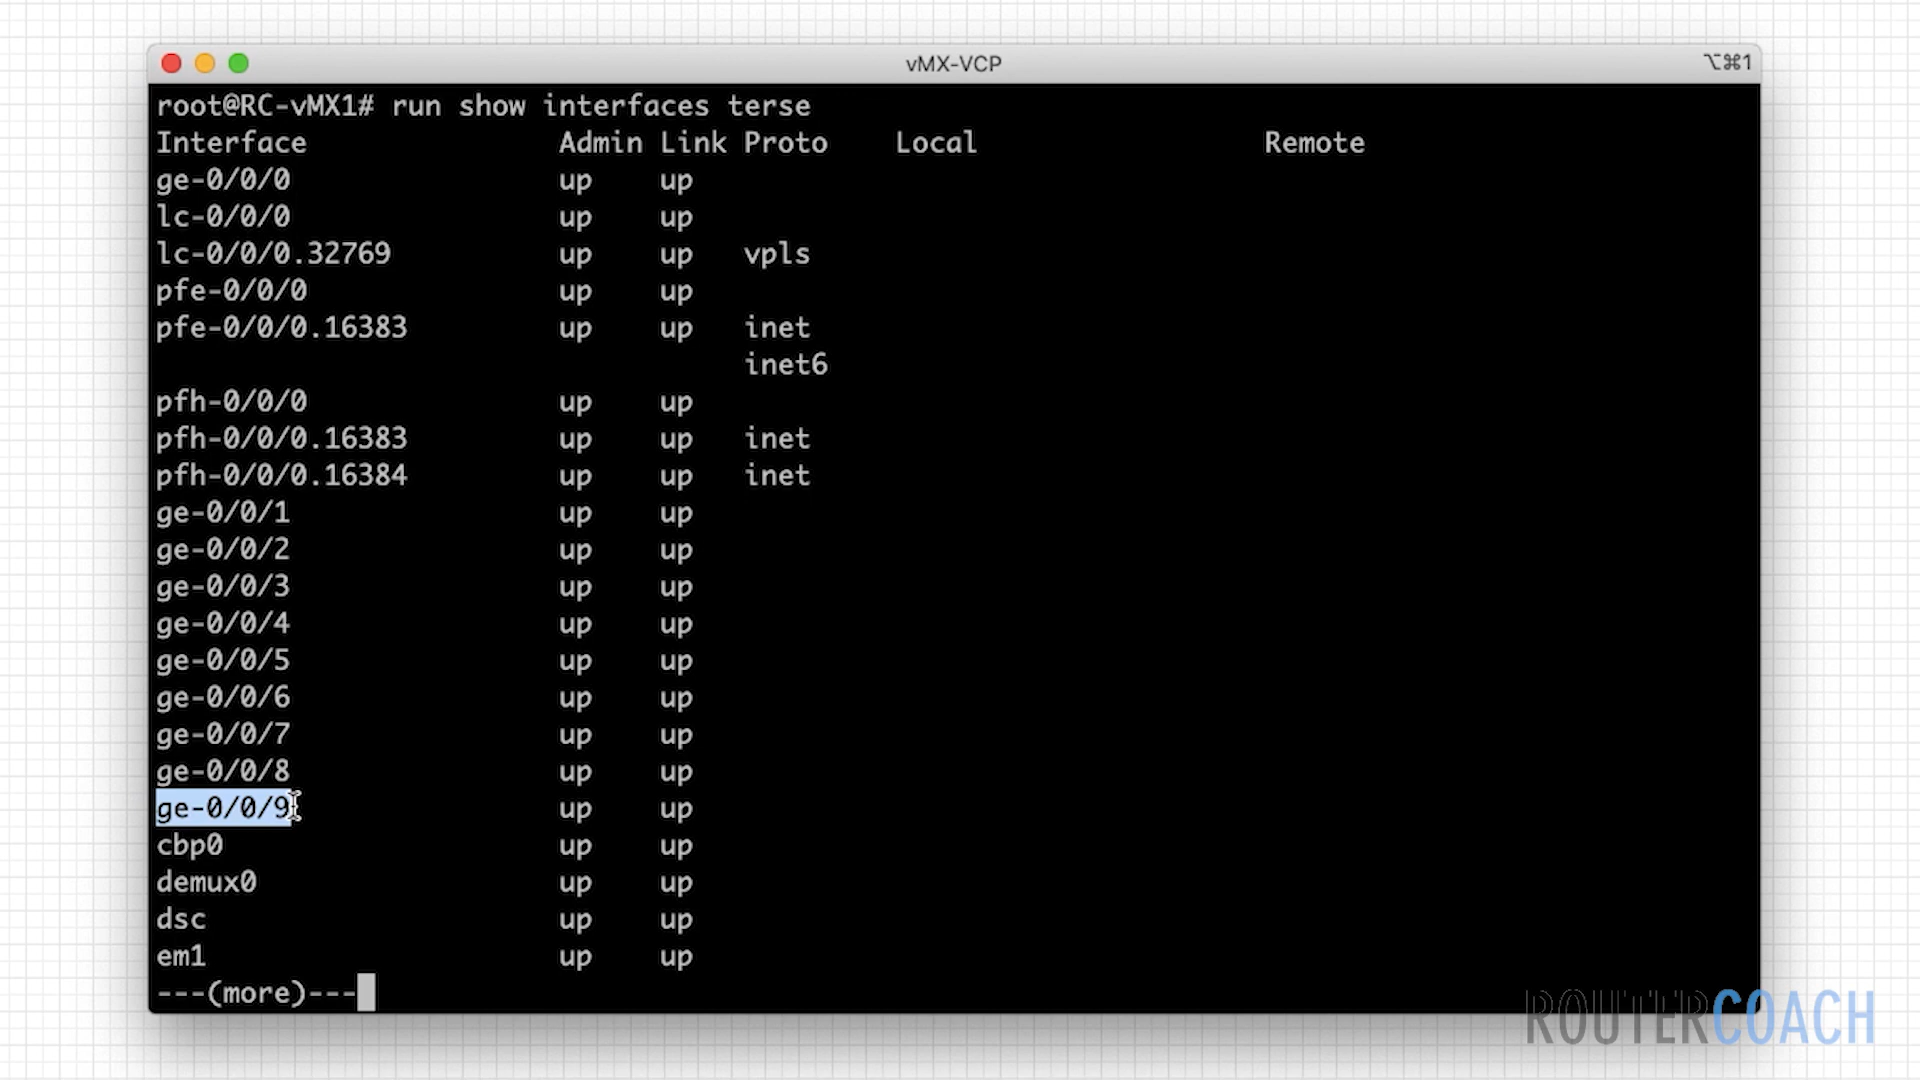 vMX-VCP
⌥⌘1
root@RC-vMX1# run show interfaces terse
Interface Admin Link Proto Local Remote
ge-0/0/0 up up
lc-0/0/0 up up
lc-0/0/0.32769 up up vpls
pfe-0/0/0 up up
pfe-0/0/0.16383 up up inet
inet6
pfh-0/0/0 up up
pfh-0/0/0.16383 up up inet
pfh-0/0/0.16384 up up inet
ge-0/0/1 up up
ge-0/0/2 up up
ge-0/0/3 up up
ge-0/0/4 up up
ge-0/0/5 up up
ge-0/0/6 up up
ge-0/0/7 up up
ge-0/0/8 up up
ge-0/0/9 up up
cbp0 up up
demux0 up up
dsc up up
em1 up up
---(more)---
ROUTERCOACH